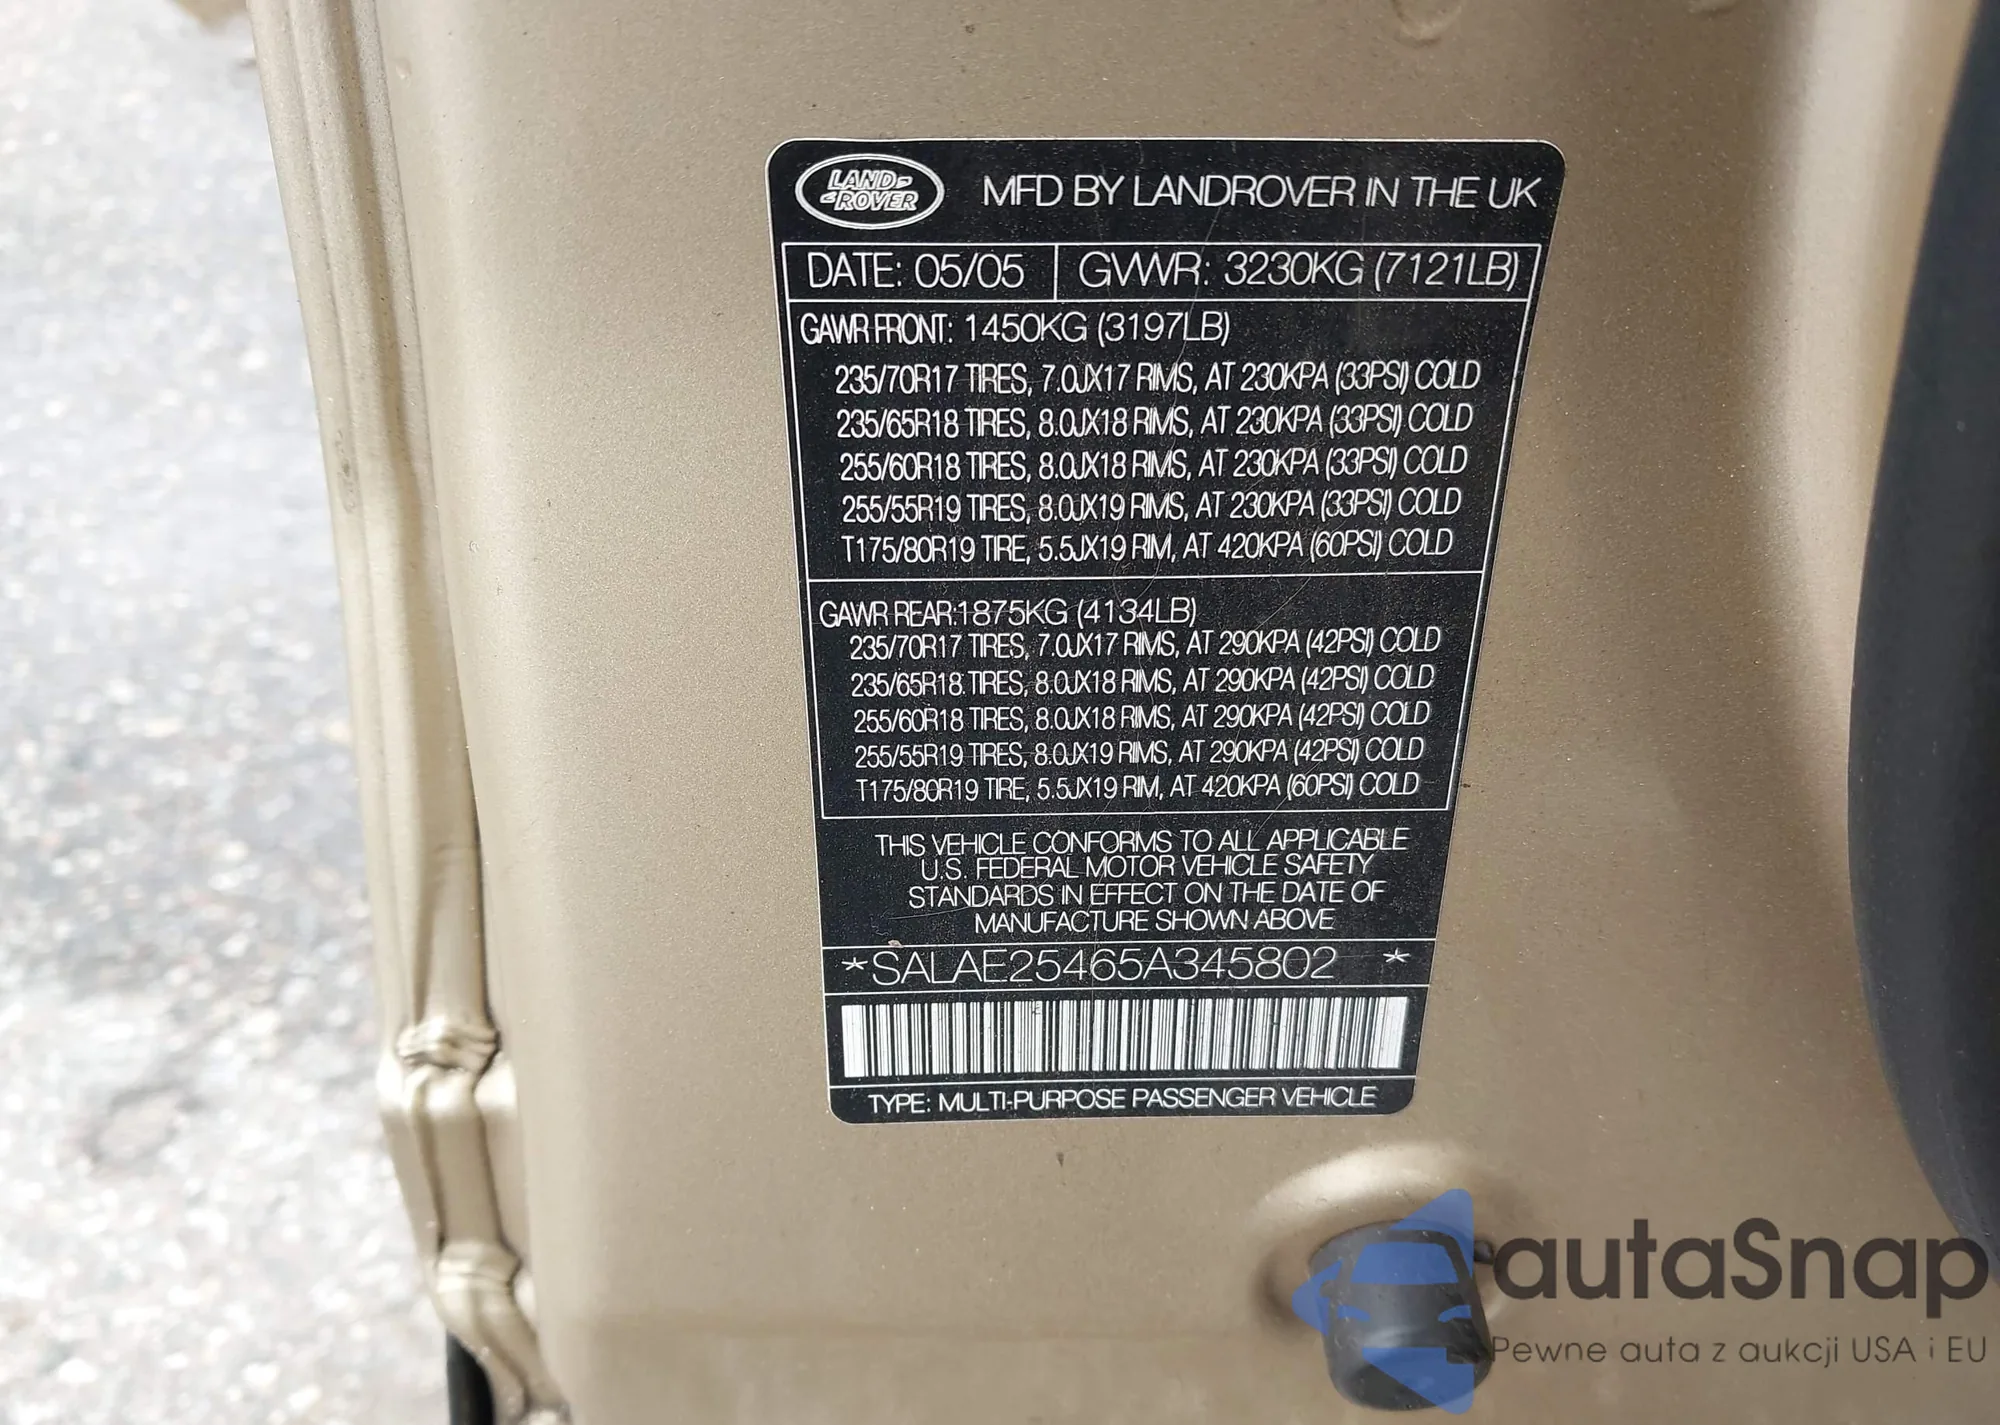 LAND-
-ROVER
MFD BY LANDROVER IN THE UK
DATE: 05/05 GVWR: 3230KG (7121LB)
GAWR FRONT: 1450KG (3197LB)
235/70R17 TIRES, 7.0JX17 RIMS, AT 230KPA (33PSI) COLD
235/65R18 TIRES, 8.0JX18 RIMS, AT 230KPA (33PSI) COLD
255/60R18 TIRES, 8.0JX18 RIMS, AT 230KPA (33PSI) COLD
255/55R19 TIRES, 8.0JX19 RIMS, AT 230KPA (33PSI) COLD
T175/80R19 TIRE, 5.5JX19 RIM, AT 420KPA (60PSI) COLD
GAWR REAR:1875KG (4134LB)
235/70R17 TIRES, 7.0JX17 RIMS, AT 290KPA (42PSI) COLD
235/65R18 TIRES, 8.0JX18 RIMS, AT 290KPA (42PSI) COLD
255/60R18 TIRES, 8.0JX18 RIMS, AT 290KPA (42PSI) COLD
255/55R19 TIRES, 8.0JX19 RIMS, AT 290KPA (42PSI) COLD
T175/80R19 TIRE, 5.5JX19 RIM, AT 420KPA (60PSI) COLD
THIS VEHICLE CONFORMS TO ALL APPLICABLE
U.S. FEDERAL MOTOR VEHICLE SAFETY
STANDARDS IN EFFECT ON THE DATE OF
MANUFACTURE SHOWN ABOVE
*SALAE25465A345802 *
TYPE: MULTI-PURPOSE PASSENGER VEHICLE
autaSnap
Pewne auta z aukcji USA i EU